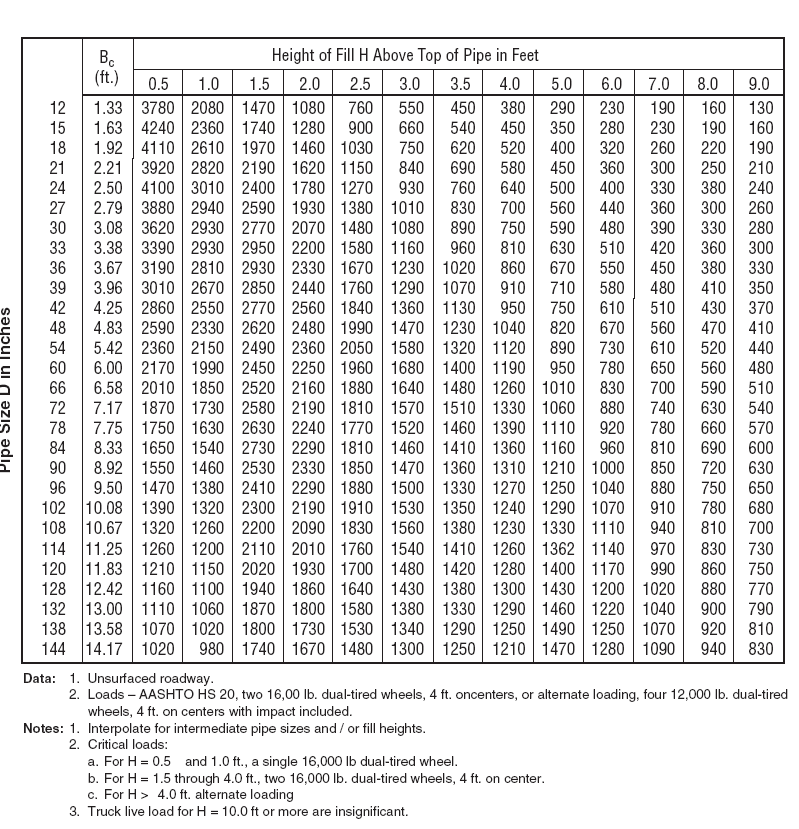 Height of Fill H Above Top of Pipe in Feet
Bc
(ft.)
0.5 1.0 1.5 2.0 2.5 3.0 3.5 4.0 5.0 6.0 7.0 8.0 9.0
Pipe Size D in Inches
12 1.33 3780 2080 1470 1080 760 550 450 380 290 230 190 160 130
15 1.63 4240 2360 1740 1280 900 660 540 450 350 280 230 190 160
18 1.92 4110 2610 1970 1460 1030 750 620 520 400 320 260 220 190
21 2.21 3920 2820 2190 1620 1150 840 690 580 450 360 300 250 210
24 2.50 4100 3010 2400 1780 1270 930 760 640 500 400 330 380 240
27 2.79 3880 2940 2590 1930 1380 1010 830 700 560 440 360 300 260
30 3.08 3620 2930 2770 2070 1480 1080 890 750 590 480 390 330 280
33 3.38 3390 2930 2950 2200 1580 1160 960 810 630 510 420 360 300
36 3.67 3190 2810 2930 2330 1670 1230 1020 860 670 550 450 380 330
39 3.96 3010 2670 2850 2440 1760 1290 1070 910 710 580 480 410 350
42 4.25 2860 2550 2770 2560 1840 1360 1130 950 750 610 510 430 370
48 4.83 2590 2330 2620 2480 1990 1470 1230 1040 820 670 560 470 410
54 5.42 2360 2150 2490 2360 2050 1580 1320 1120 890 730 610 520 440
60 6.00 2170 1990 2450 2250 1960 1680 1400 1190 950 780 650 560 480
66 6.58 2010 1850 2520 2160 1880 1640 1480 1260 1010 830 700 590 510
72 7.17 1870 1730 2580 2190 1810 1570 1510 1330 1060 880 740 630 540
78 7.75 1750 1630 2630 2240 1770 1520 1460 1390 1110 920 780 660 570
84 8.33 1650 1540 2730 2290 1810 1460 1410 1360 1160 960 810 690 600
90 8.92 1550 1460 2530 2330 1850 1470 1360 1310 1210 1000 850 720 630
96 9.50 1470 1380 2410 2290 1880 1500 1330 1270 1250 1040 880 750 650
102 10.08 1390 1320 2300 2190 1910 1530 1350 1240 1290 1070 910 780 680
108 10.67 1320 1260 2200 2090 1830 1560 1380 1230 1330 1110 940 810 700
114 11.25 1260 1200 2110 2010 1760 1540 1410 1260 1362 1140 970 830 730
120 11.83 1210 1150 2020 1930 1700 1480 1420 1280 1400 1170 990 860 750
128 12.42 1160 1100 1940 1860 1640 1430 1380 1300 1430 1200 1020 880 770
132 13.00 1110 1060 1870 1800 1580 1380 1330 1290 1460 1220 1040 900 790
138 13.58 1070 1020 1800 1730 1530 1340 1290 1250 1490 1250 1070 920 810
144 14.17 1020 980 1740 1670 1480 1300 1250 1210 1470 1280 1090 940 830
Data: 1. Unsurfaced roadway.
2. Loads – AASHTO HS 20, two 16,00 lb. dual-tired wheels, 4 ft. oncenters, or alternate loading, four 12,000 lb. dual-tired
wheels, 4 ft. on centers with impact included.
Notes: 1. Interpolate for intermediate pipe sizes and / or fill heights.
2. Critical loads:
a. For H = 0.5 and 1.0 ft., a single 16,000 lb dual-tired wheel.
b. For H = 1.5 through 4.0 ft., two 16,000 lb. dual-tired wheels, 4 ft. on center.
c. For H > 4.0 ft. alternate loading
3. Truck live load for H = 10.0 ft or more are insignificant.